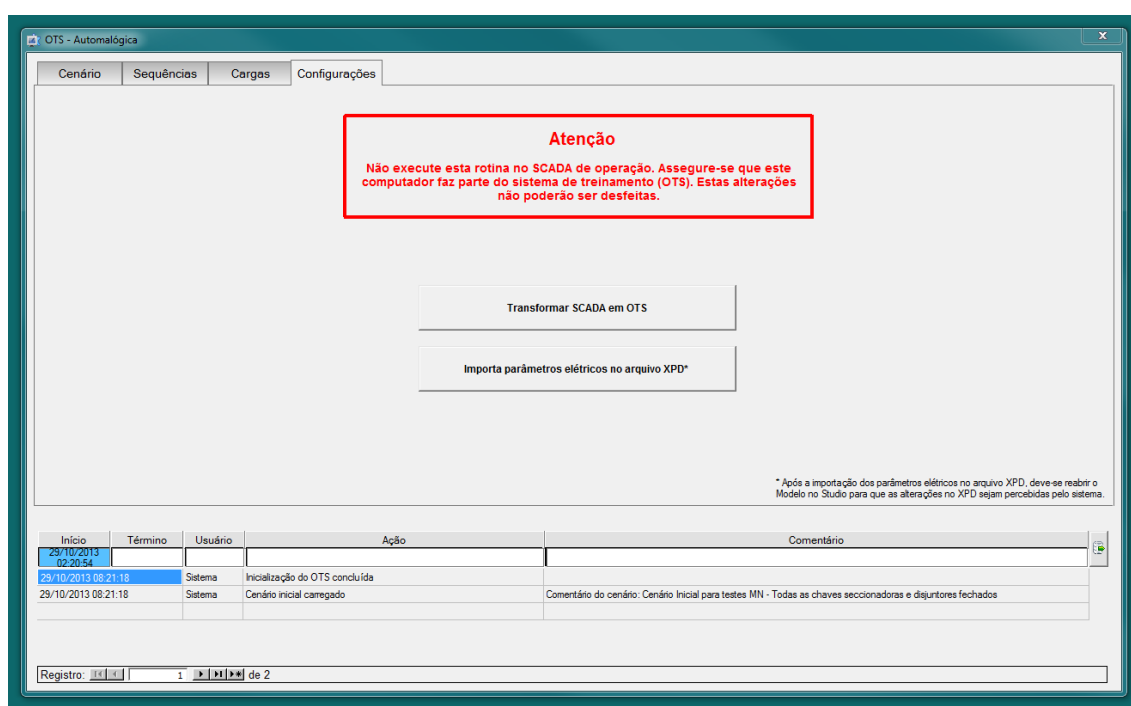 OTS - Automalógica
x
Cenário Sequências Cargas Configurações
Atenção
Não execute esta rotina no SCADA de operação. Assegure-se que este
computador faz parte do sistema de treinamento (OTS). Estas alterações
não poderão ser desfeitas.
Transformar SCADA em OTS
Importa parâmetros elétricos no arquivo XPD*
* Após a importação dos parâmetros elétricos no arquivo XPD, deve-se reabrir o
Modelo no Studio para que as alterações no XPD sejam percebidas pelo sistema.
Início Término Usuário Ação Comentário
29/10/2013
02:20:54
29/10/2013 08:21:18 Sistema Inicialização do OTS concluída
29/10/2013 08:21:18 Sistema Cenário inicial carregado Comentário do cenário: Cenário Inicial para testes MN - Todas as chaves seccionadoras e disjuntores fechados
Registro: 1 de 2